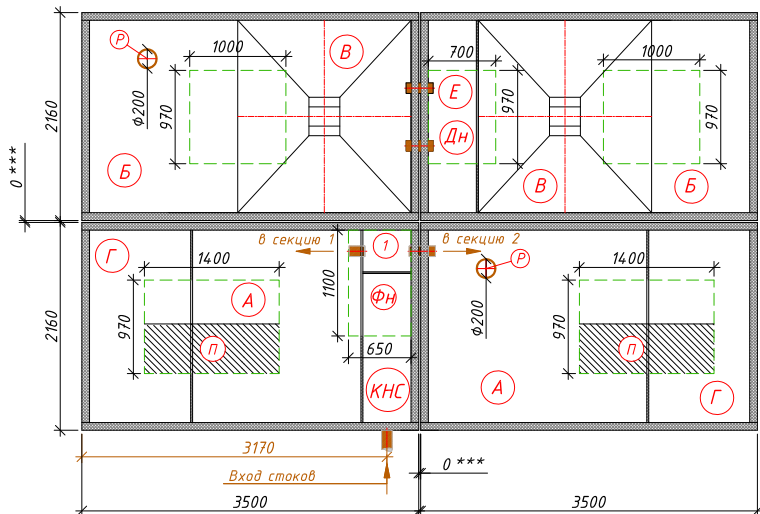 Р
1000
В
700
1000
2160
Ф200
970
Е
970
970
Дн
Б
В
Б
0 ***
в секцию 1
1
в секцию 2
Г
1400
1100
Р
1400
А
Фн
Ф200
970
970
2160
П
650
П
КНС
А
Г
3170
0 ***
Вход стоков
3500
3500